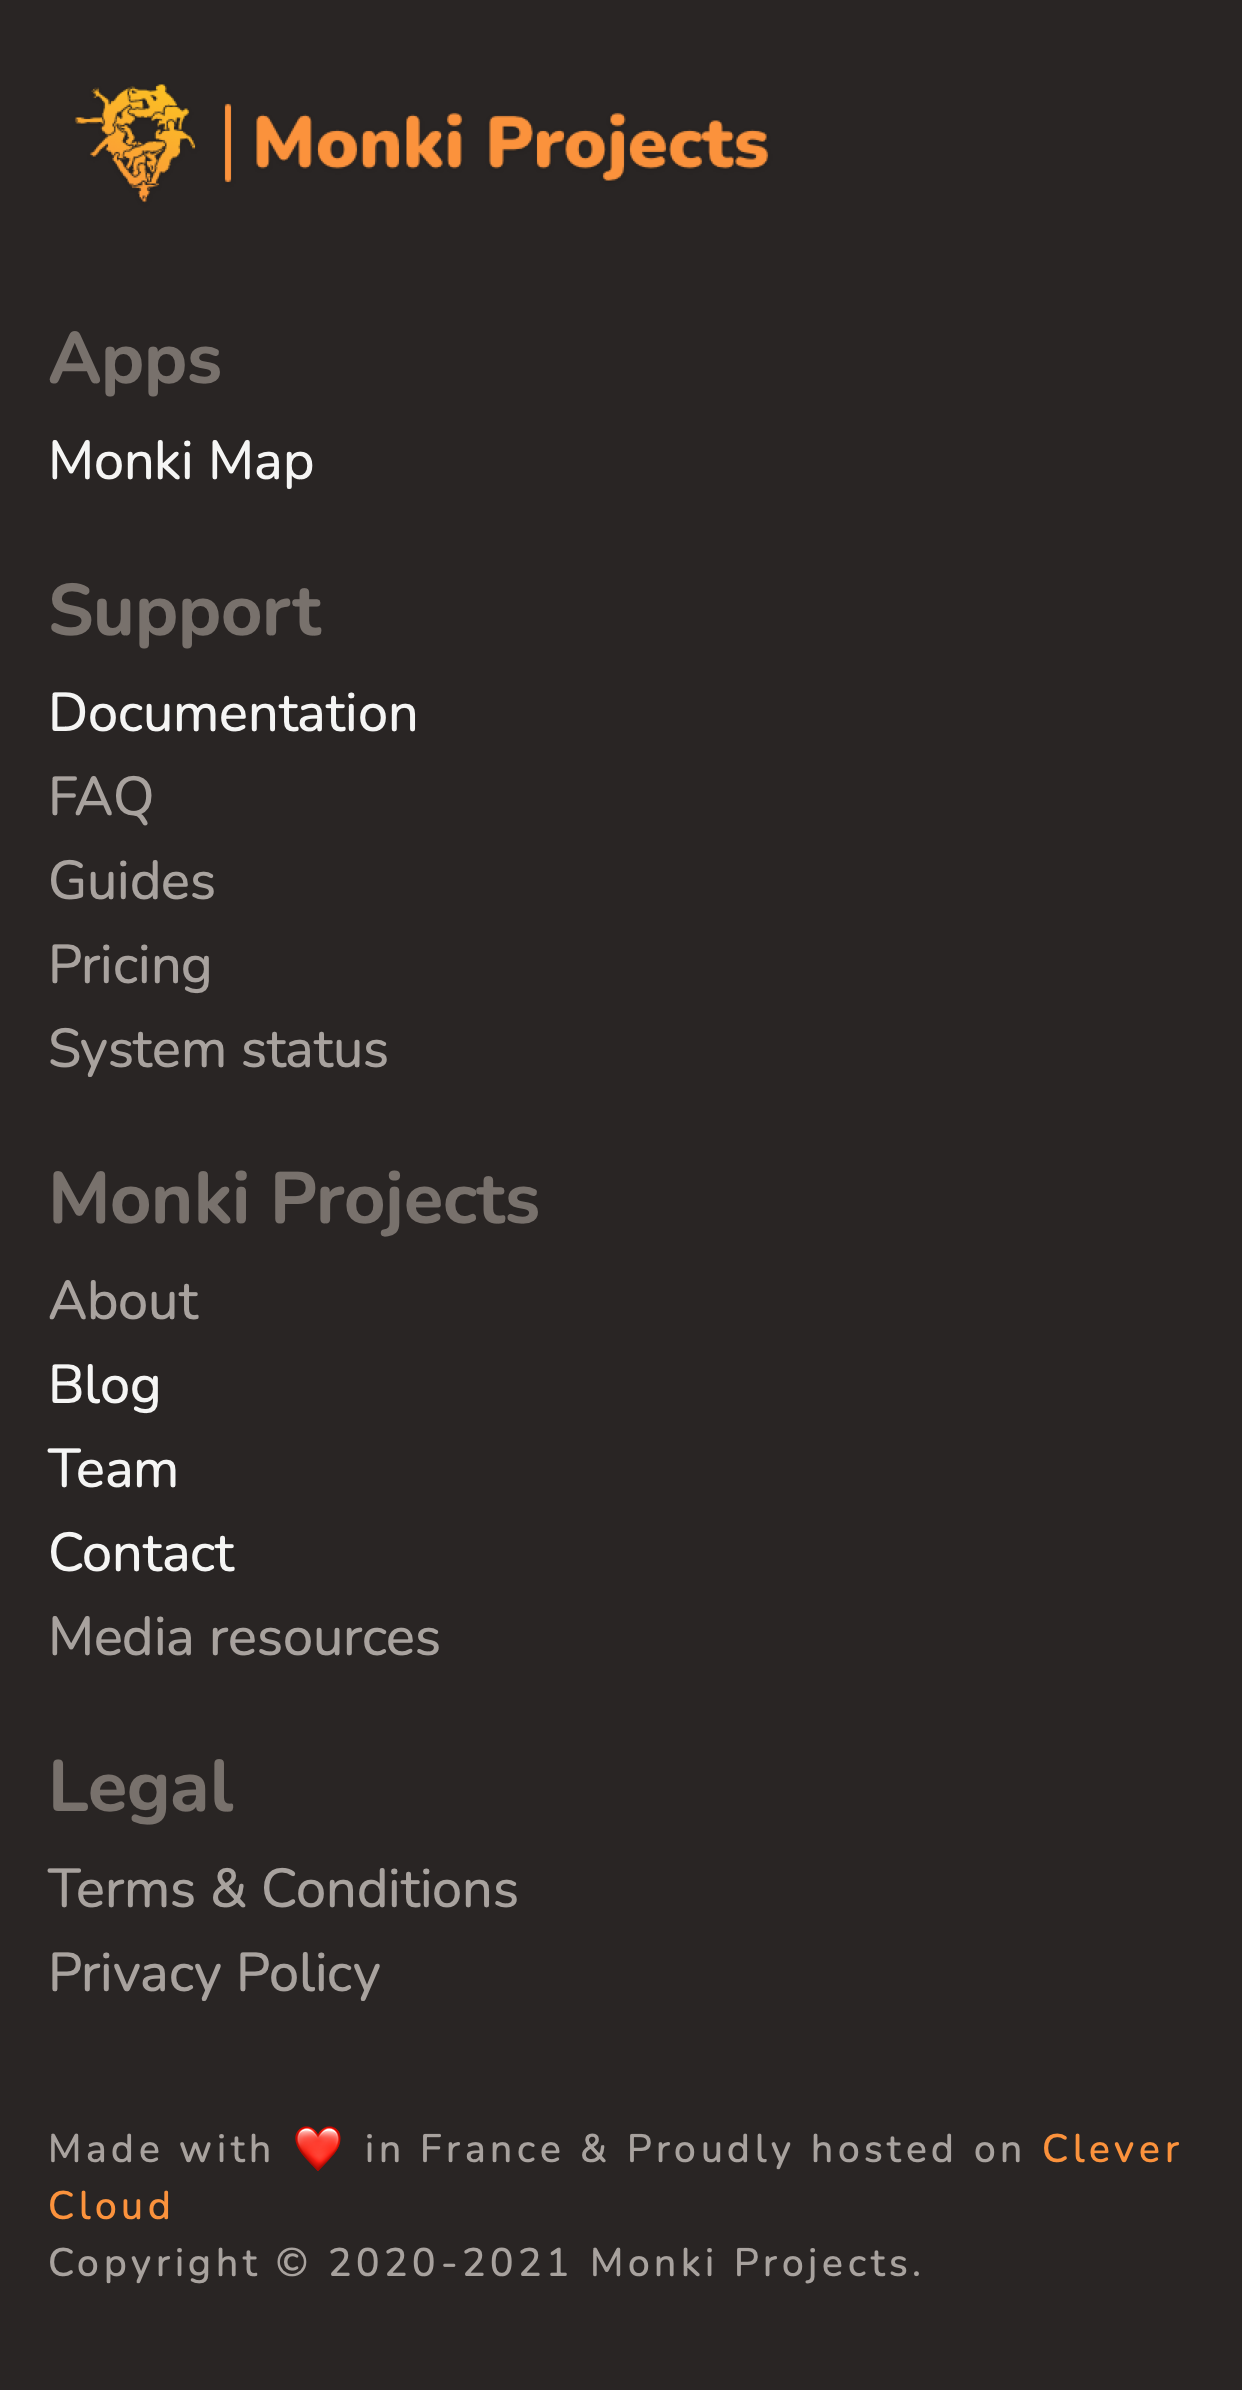 Monki Projects
Apps
Monki Map
Support
Documentation
FAQ
Guides
Pricing
System status
Monki Projects
About
Blog
Team
Contact
Media resources
Legal
Terms & Conditions
Privacy Policy
Made with ❤️ in France & Proudly hosted on Clever
Cloud
Copyright © 2020-2021 Monki Projects.